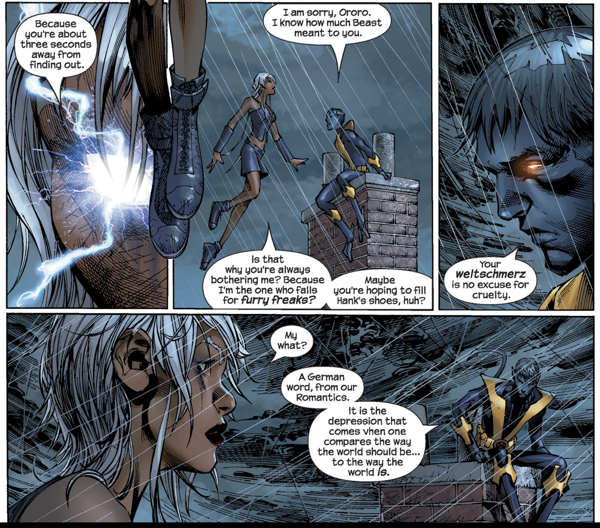 Because
you're about
three seconds
away from
finding out.
I am sorry, Ororo.
I know how much Beast
meant to you.
Is that
why you're always
bothering me? Because
I'm the one who falls
for furry freaks?
Maybe
you're hoping to fill
Hank's shoes, huh?
Your
weltschmerz
is no excuse for
cruelty.
My
what?
A German
word, from our
Romantics.
It is the
depression that
comes vhen one
compares the way
the world should be...
to the way the
world is.